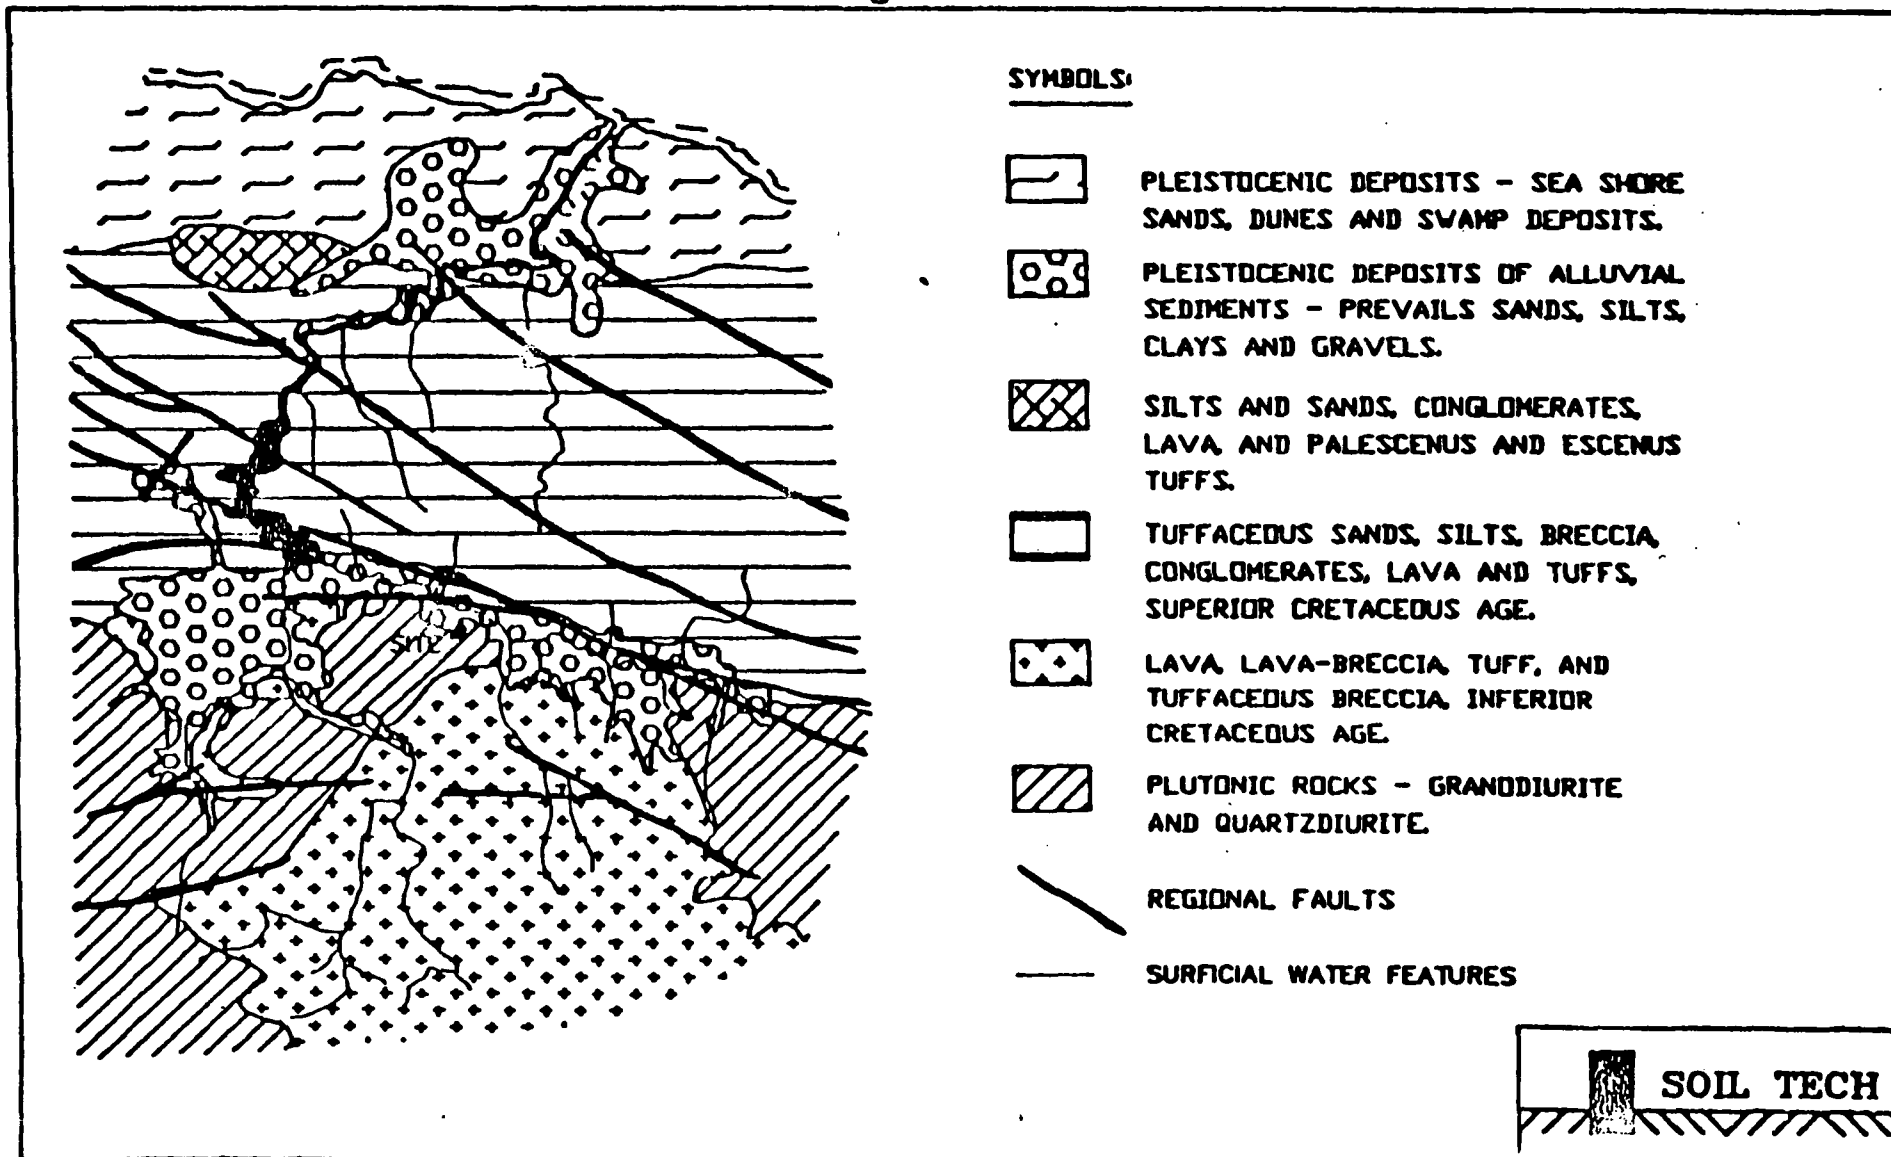 SYMBOLS:
PLEISTOCENIC DEPOSITS - SEA SHORE
SANDS, DUNES AND SWAMP DEPOSITS.
PLEISTOCENIC DEPOSITS OF ALLUVIAL
SEDIMENTS - PREVAILS SANDS, SILTS,
CLAYS AND GRAVELS.
SILTS AND SANDS, CONGLOMERATES,
LAVA, AND PALESCENUS AND ESCENUS
TUFFS.
TUFFACEOUS SANDS, SILTS, BRECCIA,
CONGLOMERATES, LAVA AND TUFFS,
SUPERIOR CRETACEOUS AGE.
LAVA, LAVA-BRECCIA, TUFF, AND
TUFFACEOUS BRECCIA, INFERIOR
CRETACEOUS AGE.
PLUTONIC ROCKS - GRANODIURITE
AND QUARTZDIURITE.
REGIONAL FAULTS
SURFICIAL WATER FEATURES
SITE
SOIL TECH